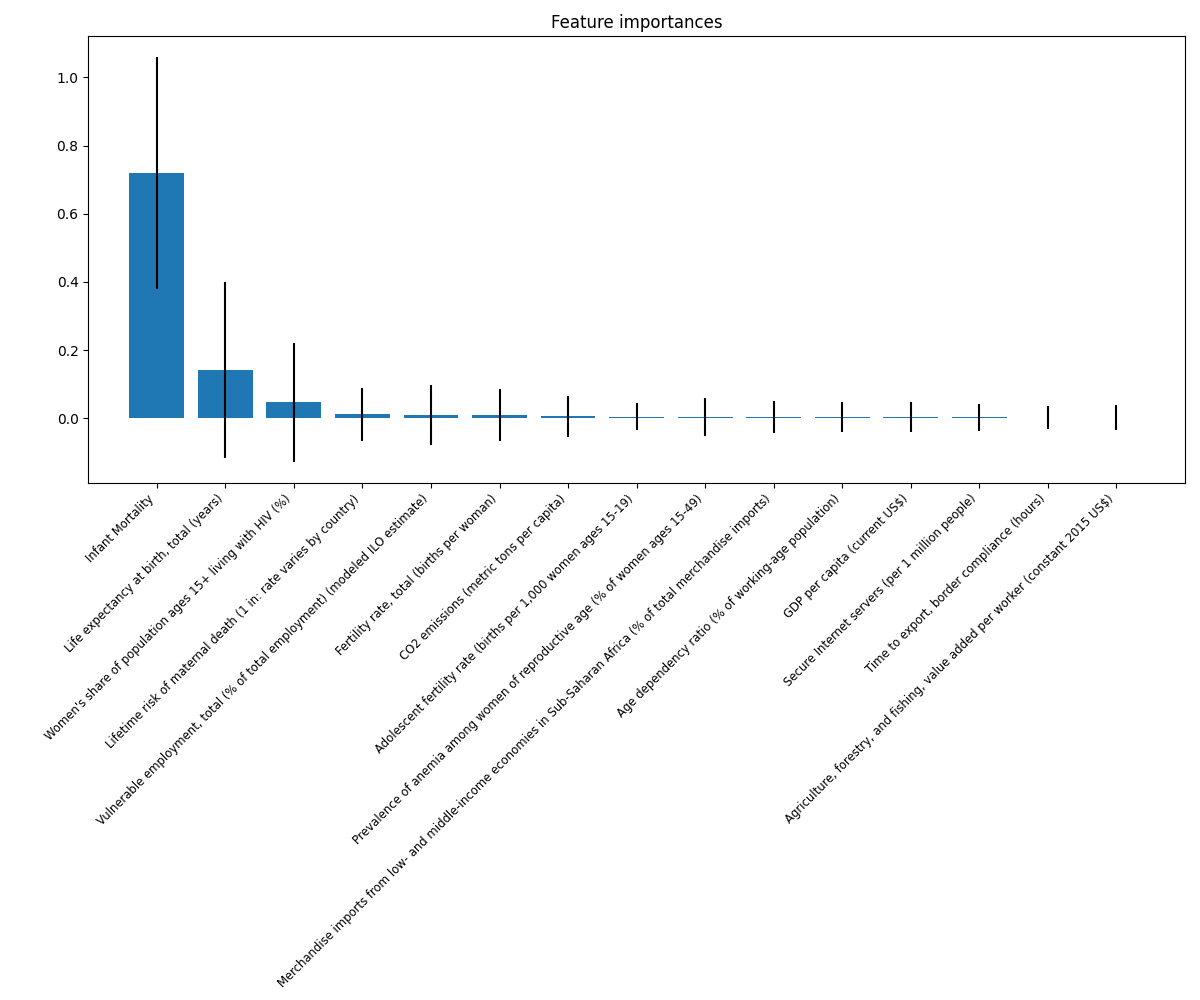 Feature importances
1.0
0.8
0.6
0.4
0.2
0.0
Infant Mortality
Life expectancy at birth, total (years)
Women's share of population ages 15+ living with HIV (%)
Lifetime risk of maternal death (1 in: rate varies by country)
Vulnerable employment, total (% of total employment) (modeled ILO estimate)
Fertility rate, total (births per woman)
CO2 emissions (metric tons per capita)
Adolescent fertility rate (births per 1,000 women ages 15-19)
Prevalence of anemia among women of reproductive age (% of women ages 15-49)
Merchandise imports from low- and middle-income economies in Sub-Saharan Africa (% of total merchandise imports)
Age dependency ratio (% of working-age population)
GDP per capita (current US$)
Secure Internet servers (per 1 million people)
Time to export, border compliance (hours)
Agriculture, forestry, and fishing, value added per worker (constant 2015 US$)